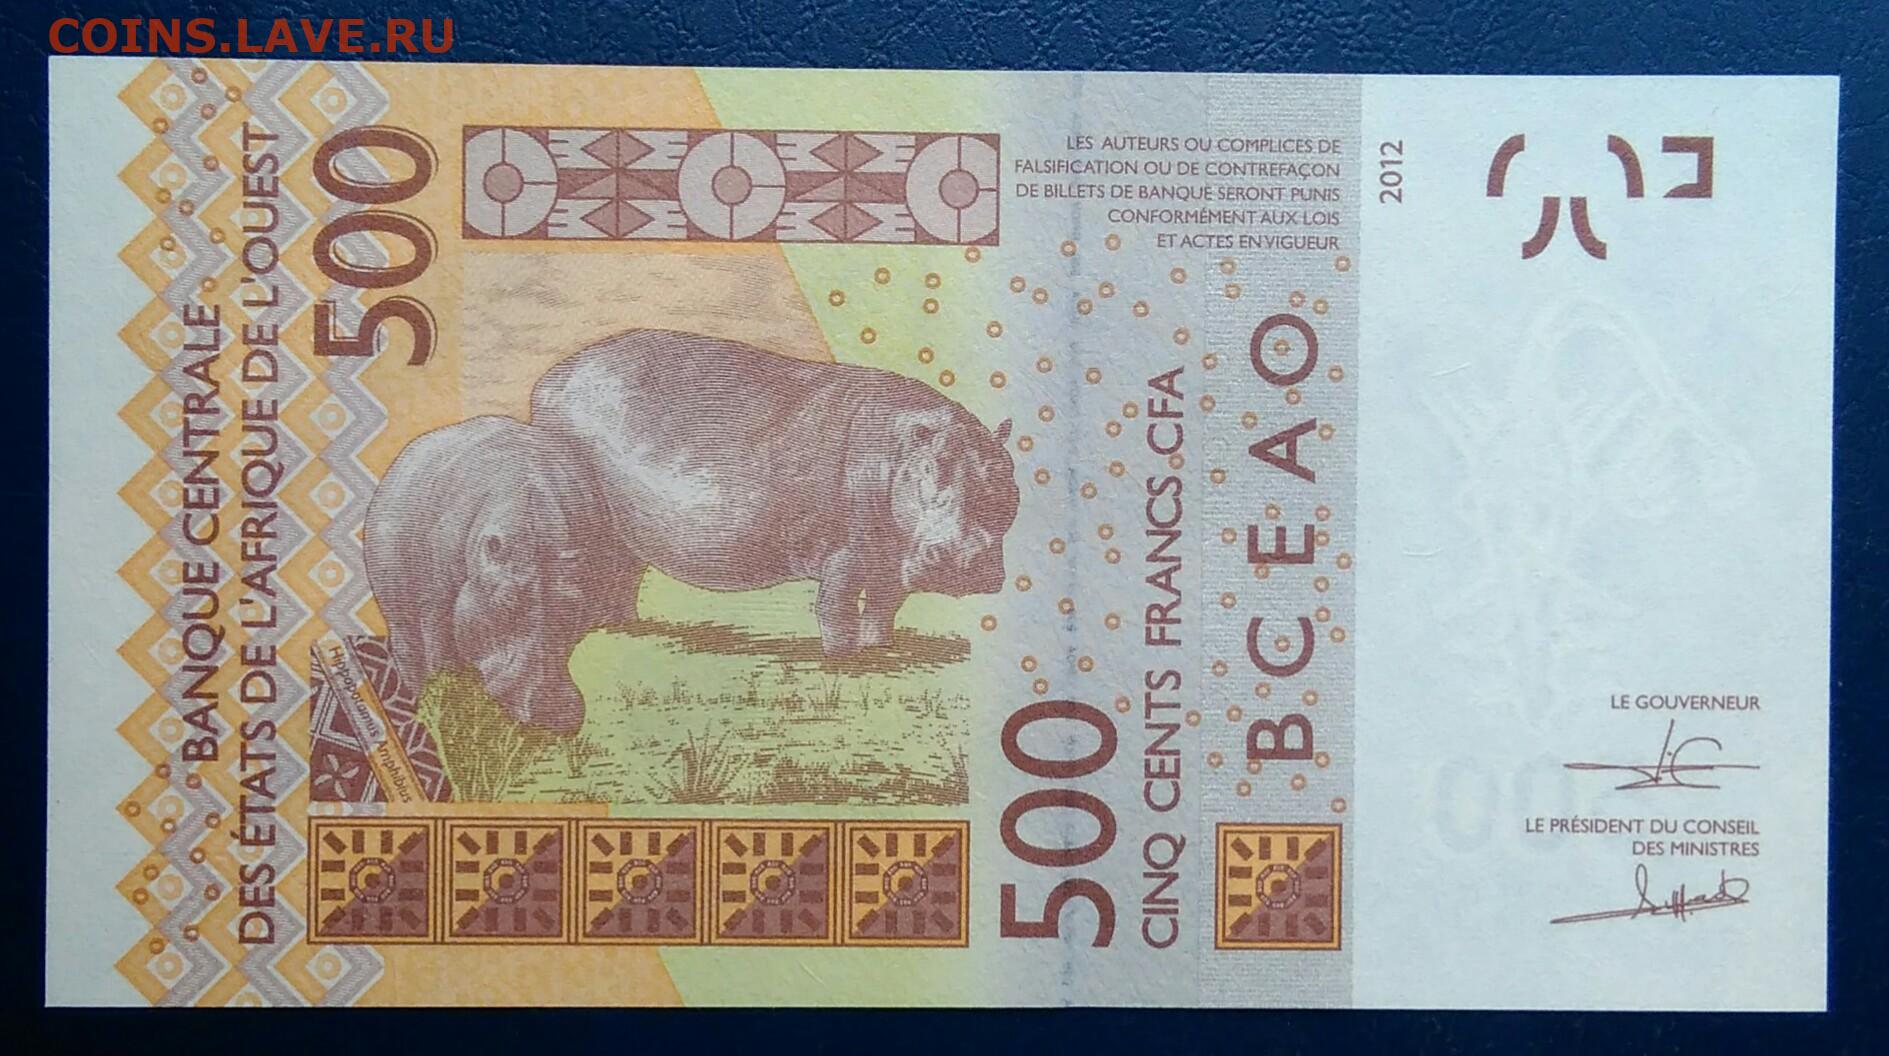 COINS.LAVE.RU
BANQUE CENTRALE
DES ÉTATS DE L'AFRIQUE DE L'OUEST
500
LES AUTEURS OU COMPLICES DE
FALSIFICATION OU DE CONTREFAÇON
DE BILLETS DE BANQUE SERONT PUNIS
CONFORMÉMENT AUX LOIS
ET ACTES EN VIGUEUR
2012
Hippopotamus Amphibius
500
CINQ CENTS FRANCS CFA
BCEAO
LE GOUVERNEUR
LE PRÉSIDENT DU CONSEIL
DES MINISTRES